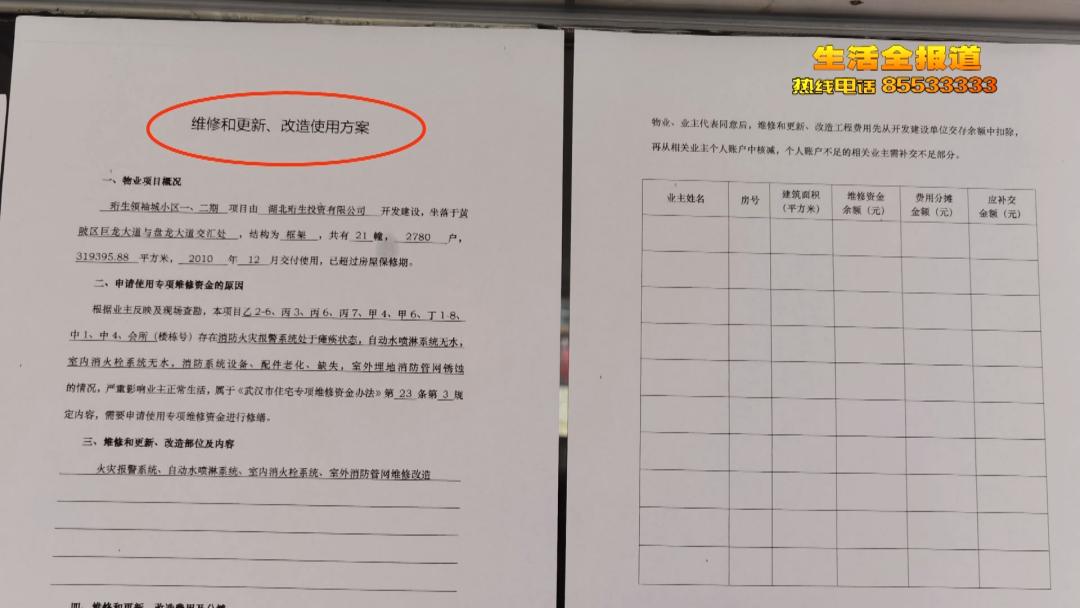 生活全报道
热线电话 85533333
维修和更新、改造使用方案
一、物业项目概况
珩生领袖城小区一、二期 项目由 湖北珩生投资有限公司 开发建设，坐落于黄
陂区巨龙大道与盘龙大道交汇处 ，结构为 框架 ，共有 21 幢， 2780 户，
319395.88 平方米， 2010 年 12 月交付使用，已超过房屋保修期。
二、申请使用专项维修资金的原因
根据业主反映及现场查勘，本项目乙2-6、丙3、丙6、丙7、甲4、甲6、丁1-8、
中1、中4、会所（楼栋号）存在消防火灾报警系统处于瘫痪状态，自动水喷淋系统无水，
室内消火栓系统无水，消防系统设备、配件老化、缺失，室外埋地消防管网锈蚀
的情况，严重影响业主正常生活，属于《武汉市住宅专项维修资金办法》第 23 条第 3 规
定内容，需要申请使用专项维修资金进行修缮。
三、维修和更新、改造部位及内容
火灾报警系统、自动水喷淋系统、室内消火栓系统、室外消防管网维修改造
四、维修和更新、改造费用及分摊
物业、业主代表同意后，维修和更新、改造工程费用先从开发建设单位交存余额中扣除，
再从相关业主个人账户中核减，个人账户不足的相关业主需补交不足部分。
业主姓名 房号 建筑面积（平方米） 维修资金余额（元） 费用分摊金额（元） 应补交金额（元）